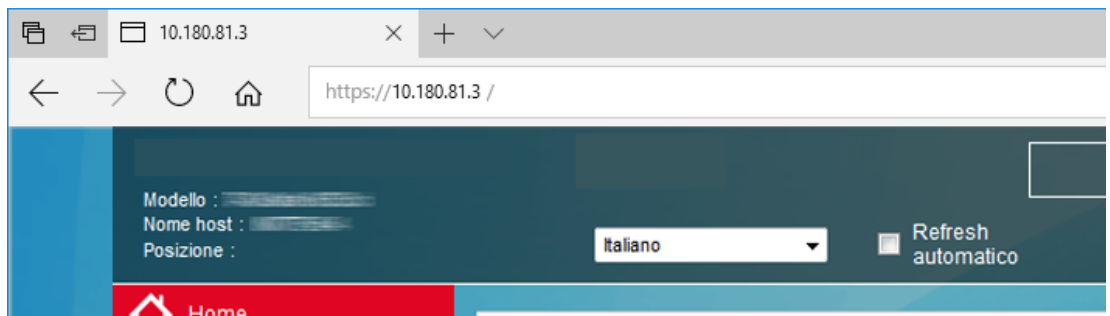 10.180.81.3
https://10.180.81.3 /
Modello :
Nome host :
Posizione :
Italiano
Refresh
automatico
Home